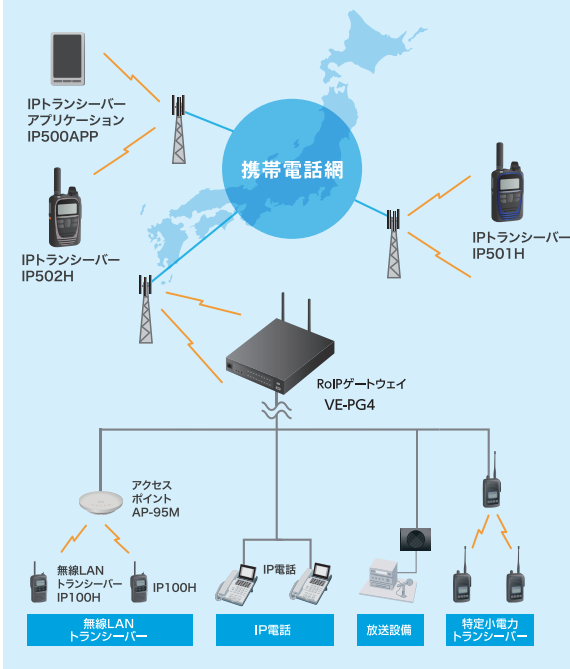 IPトランシーバー
アプリケーション
IP500APP
携帯電話網
IPトランシーバー
IP502H
IPトランシーバー
IP501H
RoIPゲートウェイ
VE-PG4
アクセス
ポイント
AP-95M
無線LAN
トランシーバー
IP100H
IP100H
IP電話
無線LAN
トランシーバー
IP電話
放送設備
特定小電力
トランシーバー